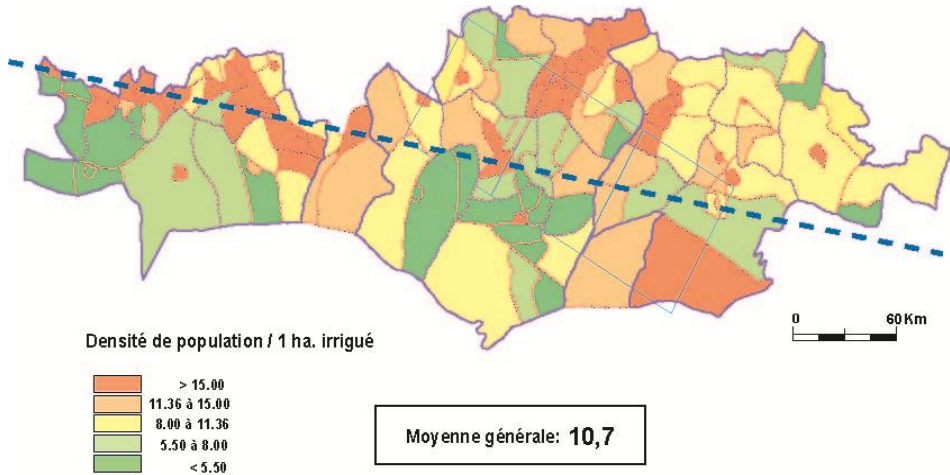 0 60 Km
Densité de population / 1 ha. irrigué
> 15.00
11.36 à 15.00
8.00 à 11.36
5.50 à 8.00
< 5.50
Moyenne générale: 10,7